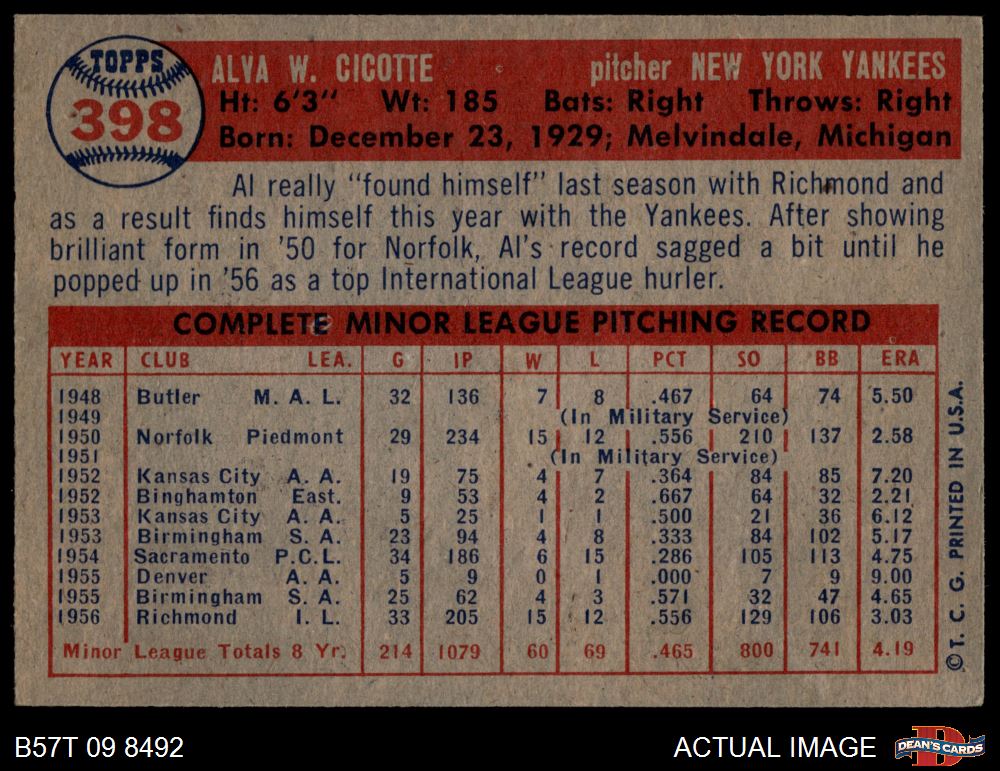 TOPPS
398
ALVA W. CICOTTE pitcher NEW YORK YANKEES
Ht: 6'3" Wt: 185 Bats: Right Throws: Right
Born: December 23, 1929; Melvindale, Michigan
Al really "found himself" last season with Richmond and
as a result finds himself this year with the Yankees. After showing
brilliant form in '50 for Norfolk, Al's record sagged a bit until he
popped up in '56 as a top International League hurler.
COMPLETE MINOR LEAGUE PITCHING RECORD
YEAR CLUB LEA. G IP W L PCT SO BB ERA
1948 Butler M. A. L. 32 136 7 8 .467 64 74 5.50
1949 (In Military Service)
1950 Norfolk Piedmont 29 234 15 12 .556 210 137 2.58
1951 (In Military Service)
1952 Kansas City A. A. 19 75 4 7 .364 84 85 7.20
1952 Binghamton East. 9 53 4 2 .667 64 32 2.21
1953 Kansas City A. A. 5 25 1 1 .500 21 36 6.12
1953 Birmingham S. A. 23 94 4 8 .333 84 102 5.17
1954 Sacramento P.C.L. 34 186 6 15 .286 105 113 4.75
1955 Denver A. A. 5 9 0 1 .000 7 9 9.00
1955 Birmingham S. A. 25 62 4 3 .571 32 47 4.65
1956 Richmond I. L. 33 205 15 12 .556 129 106 3.03
Minor League Totals 8 Yr. 214 1079 60 69 .465 800 741 4.19
© T. C. G. PRINTED IN U.S.A.
B57T 09 8492 ACTUAL IMAGE
DEAN'S CARDS